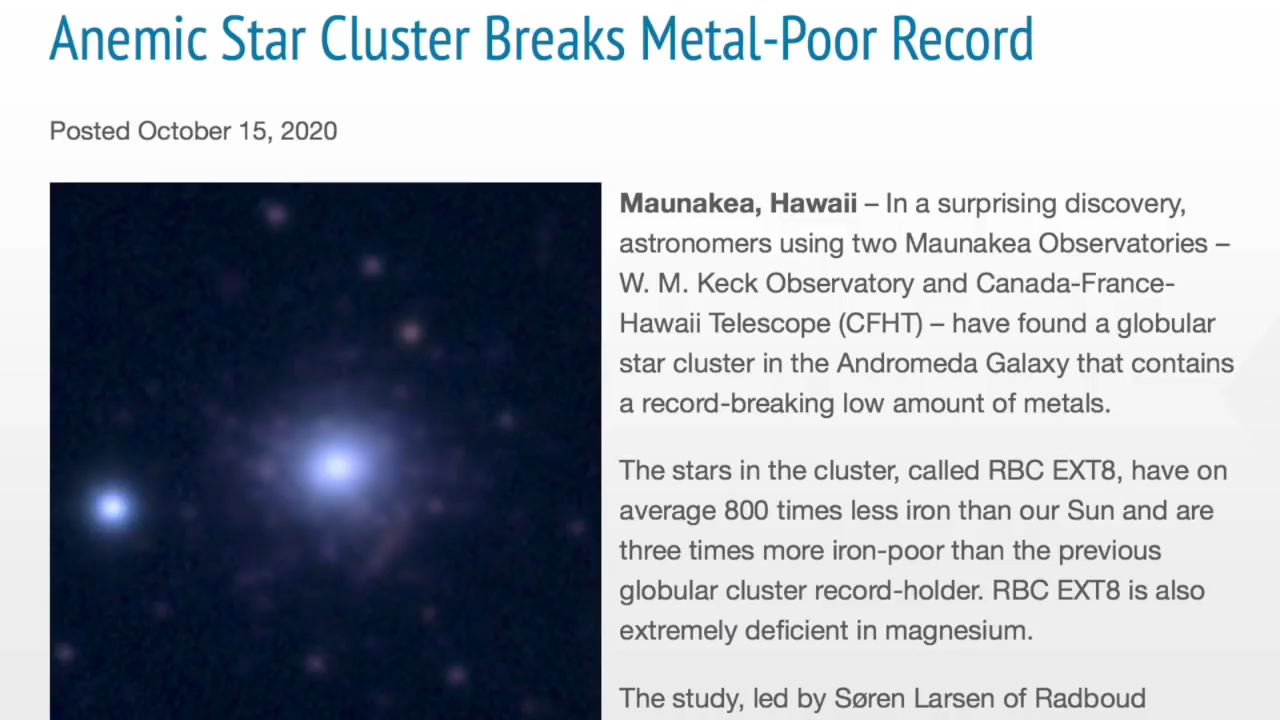 Anemic Star Cluster Breaks Metal-Poor Record
Posted October 15, 2020
Maunakea, Hawaii – In a surprising discovery,
astronomers using two Maunakea Observatories –
W. M. Keck Observatory and Canada-France-
Hawaii Telescope (CFHT) – have found a globular
star cluster in the Andromeda Galaxy that contains
a record-breaking low amount of metals.
The stars in the cluster, called RBC EXT8, have on
average 800 times less iron than our Sun and are
three times more iron-poor than the previous
globular cluster record-holder. RBC EXT8 is also
extremely deficient in magnesium.
The study, led by Søren Larsen of Radboud